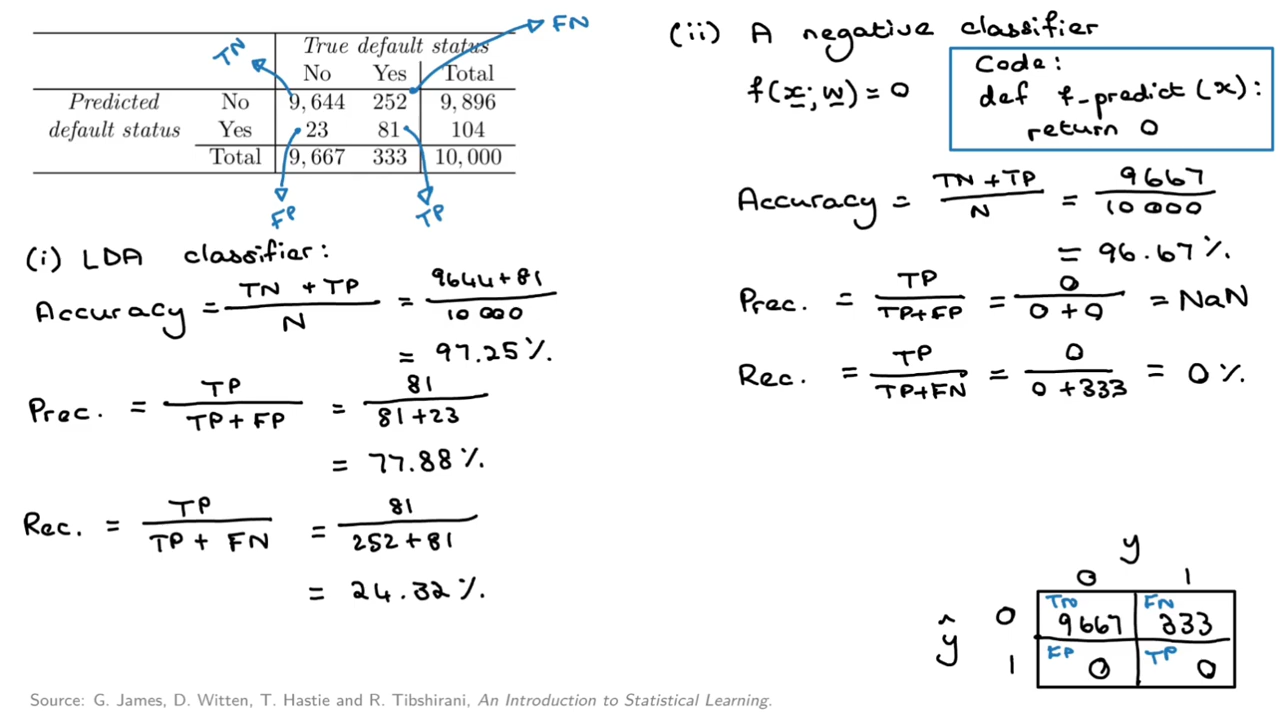 FN
TN
True default status
No Yes Total
Predicted No 9,644 252 9,896
default status Yes 23 81 104
Total 9,667 333 10,000
FP TP
(i) LDA classifier:
Accuracy = TN + TP / N = 9644+81 / 10 000
= 97.25 %.
Prec. = TP / TP + FP = 81 / 81+23
= 77.88 %.
Rec. = TP / TP + FN = 81 / 252+81
= 24.32 %.
(ii) A negative classifier
f(x; w) = 0
Code:
def f_predict(x):
return 0
Accuracy = TN + TP / N = 9667 / 10 000
= 96.67 %.
Prec. = TP / TP+FP = 0 / 0 + 0 = NaN
Rec. = TP / TP+FN = 0 / 0 + 333 = 0 %.
y
0 1
TN FN
0 9667 333
ŷ
FP TP
1 0 0
Source: G. James, D. Witten, T. Hastie and R. Tibshirani, An Introduction to Statistical Learning.